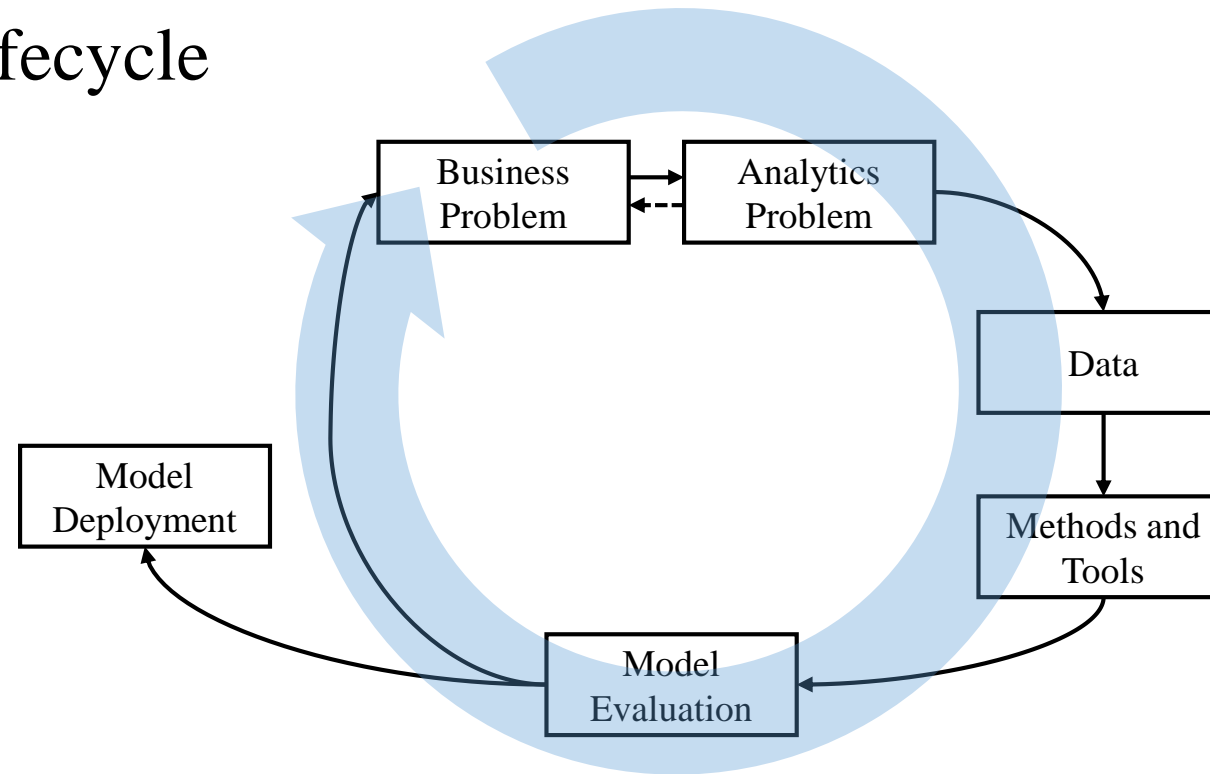 fecycle
Business
Problem
Analytics
Problem
Data
Methods and
Tools
Model
Evaluation
Model
Deployment